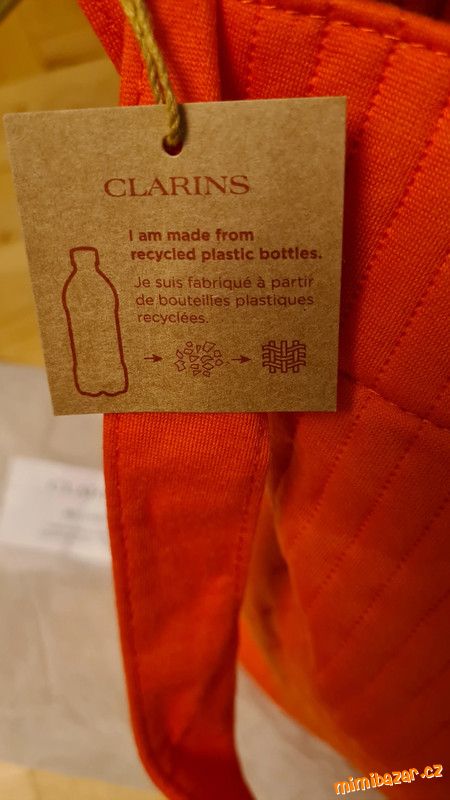 CLARINS
I am made from
recycled plastic bottles.
Je suis fabriqué à partir
de bouteilles plastiques
recyclées.
mimibazar.cz